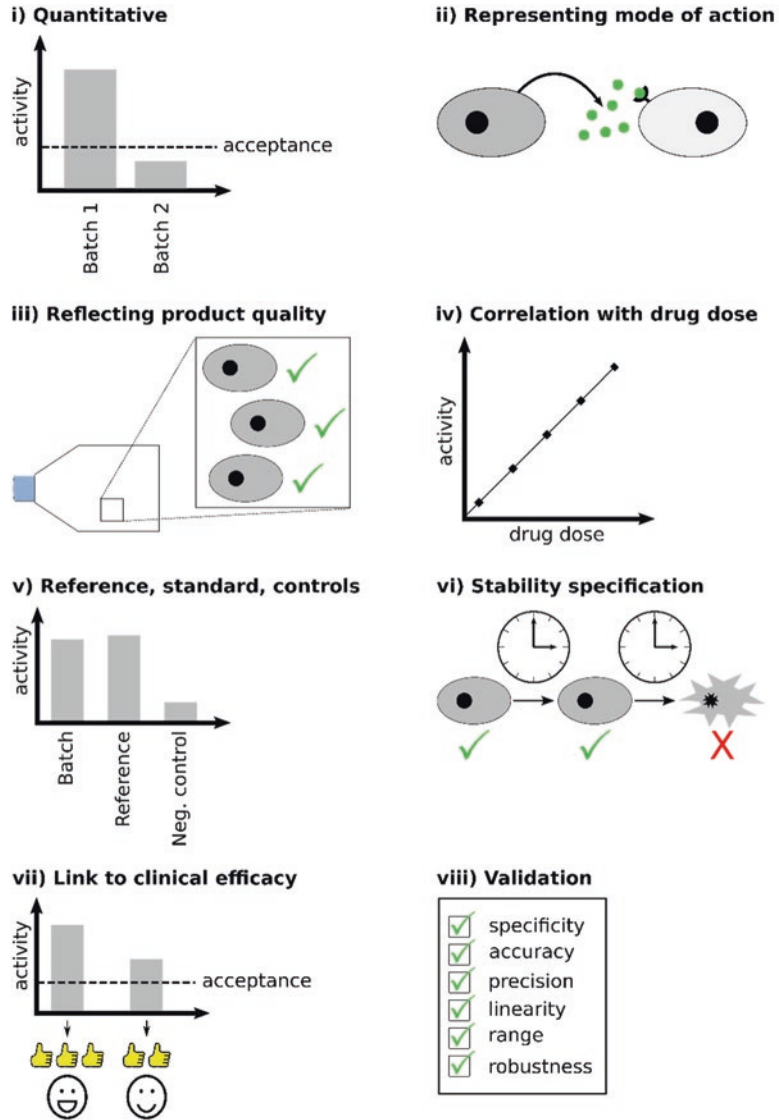 i) Quantitative
activity
acceptance
Batch 1
Batch 2
ii) Representing mode of action
iii) Reflecting product quality
iv) Correlation with drug dose
activity
drug dose
v) Reference, standard, controls
activity
Batch
Reference
Neg. control
vi) Stability specification
X
vii) Link to clinical efficacy
activity
acceptance
viii) Validation
specificity
accuracy
precision
linearity
range
robustness